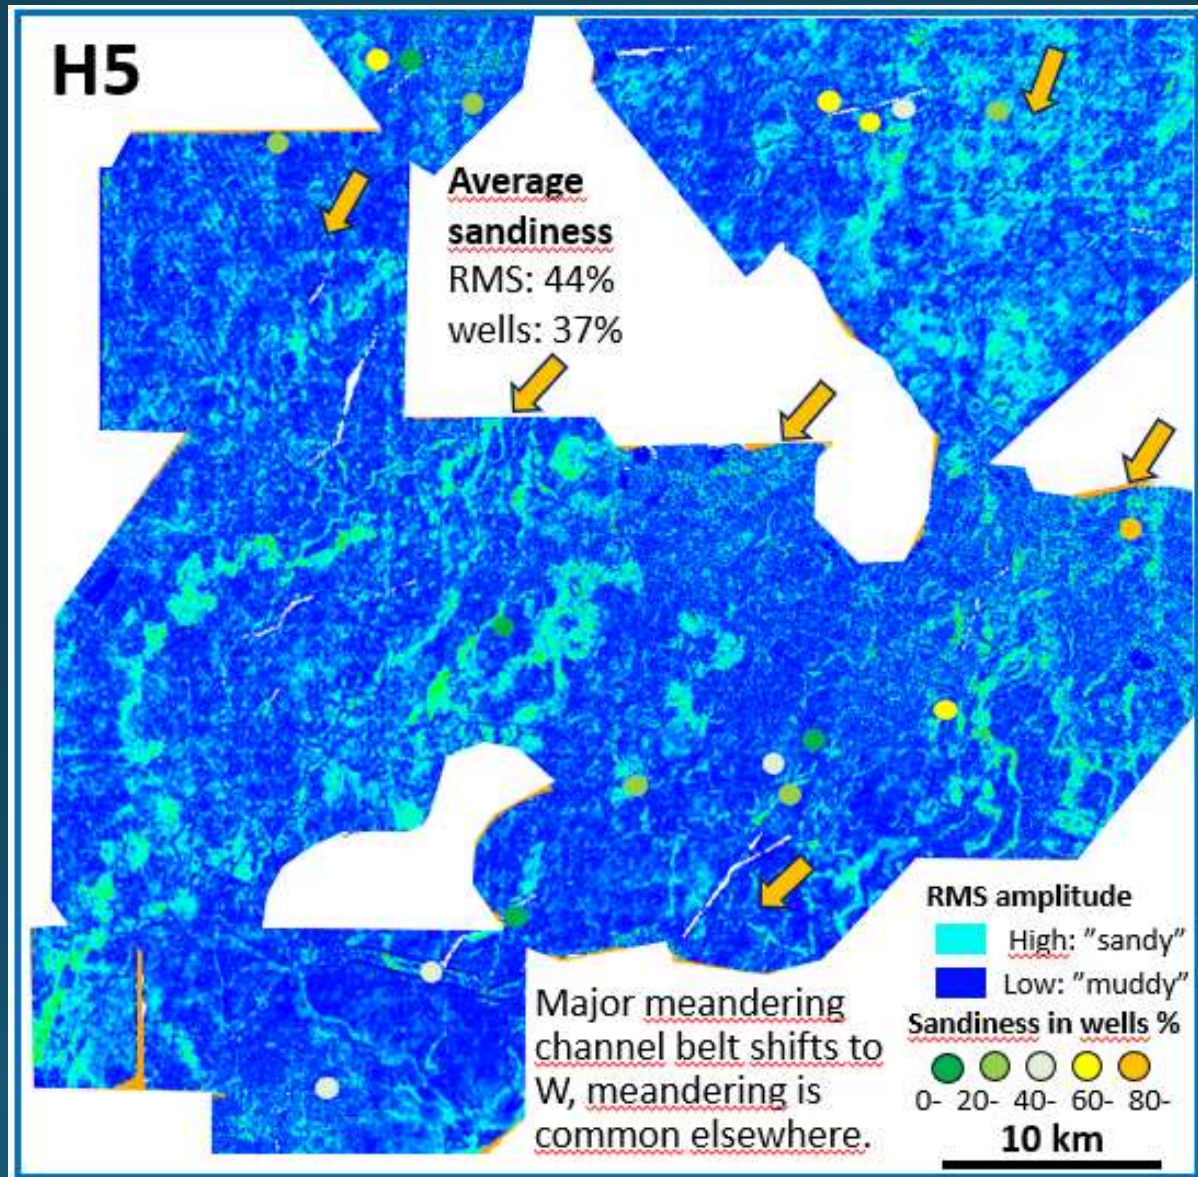 H5
Average
sandiness
RMS: 44%
wells: 37%
Major meandering
channel belt shifts to
W, meandering is
common elsewhere.
RMS amplitude
High: ”sandy”
Low: ”muddy”
Sandiness in wells %
0- 20- 40- 60- 80-
10 km